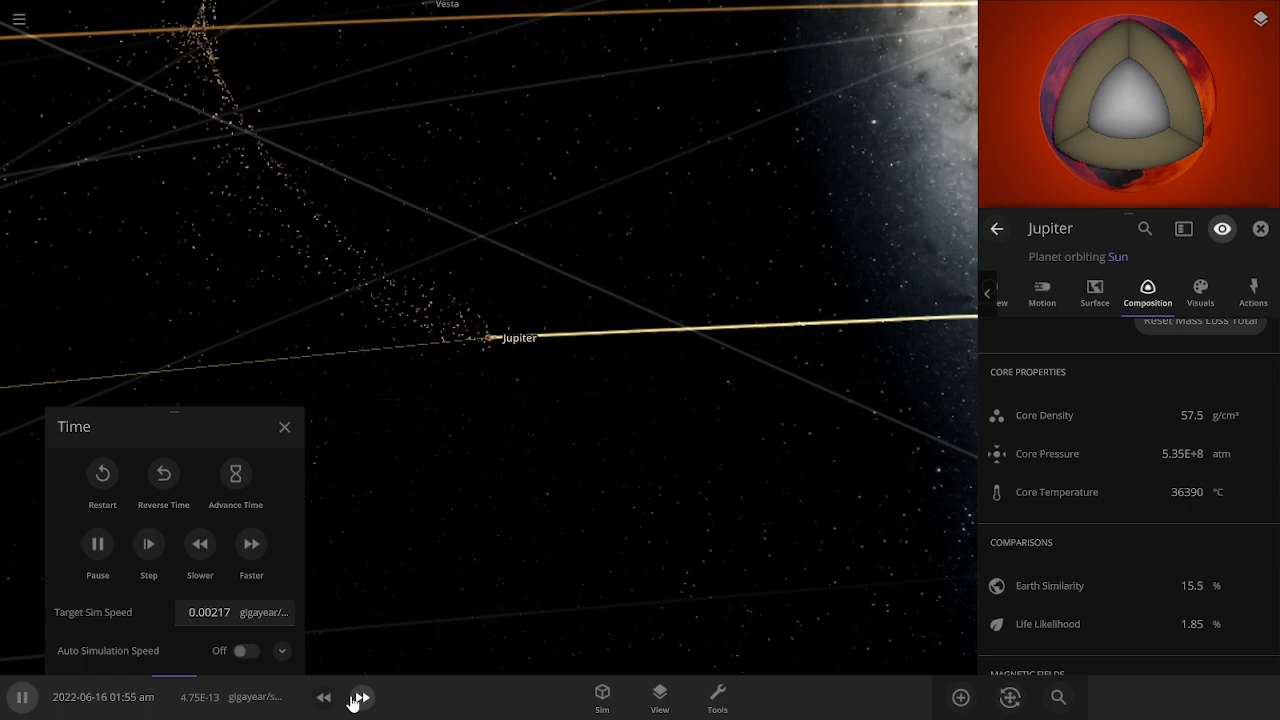 Vesta
Jupiter
Time
Restart
Reverse Time
Advance Time
Pause
Step
Slower
Faster
Target Sim Speed
0.00217 gigayear/...
Auto Simulation Speed
Off
2022-06-16 01:55 am
4.75E-13 gigayear/s...
Sim
View
Tools
Jupiter
Planet orbiting Sun
ew
Motion
Surface
Composition
Visuals
Actions
Reset Mass Loss Total
CORE PROPERTIES
Core Density 57.5 g/cm³
Core Pressure 5.35E+8 atm
Core Temperature 36390 °C
COMPARISONS
Earth Similarity 15.5 %
Life Likelihood 1.85 %
MAGNETIC FIELDS